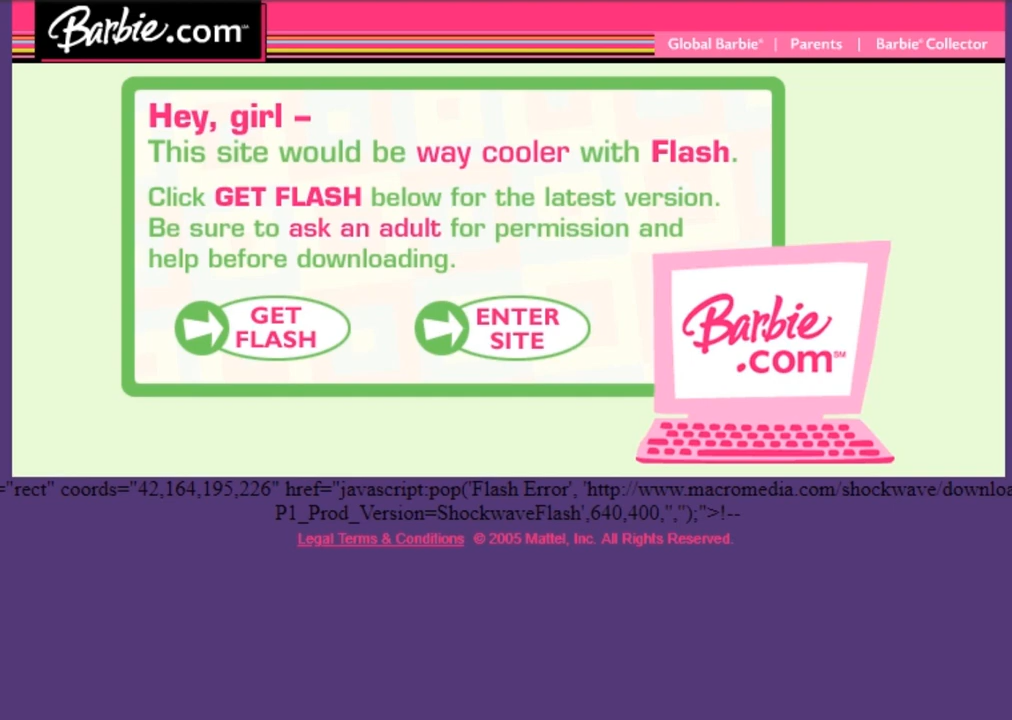 Barbie.com℠
Global Barbie® | Parents | Barbie® Collector
Hey, girl –
This site would be way cooler with Flash.
Click GET FLASH below for the latest version.
Be sure to ask an adult for permission and
help before downloading.
GET
FLASH
ENTER
SITE
Barbie
.com℠
="rect" coords="42,164,195,226" href="javascript:pop('Flash Error', 'http://www.macromedia.com/shockwave/downloa
P1_Prod_Version=ShockwaveFlash',640,400,'','');">!--
Legal Terms & Conditions © 2005 Mattel, Inc. All Rights Reserved.